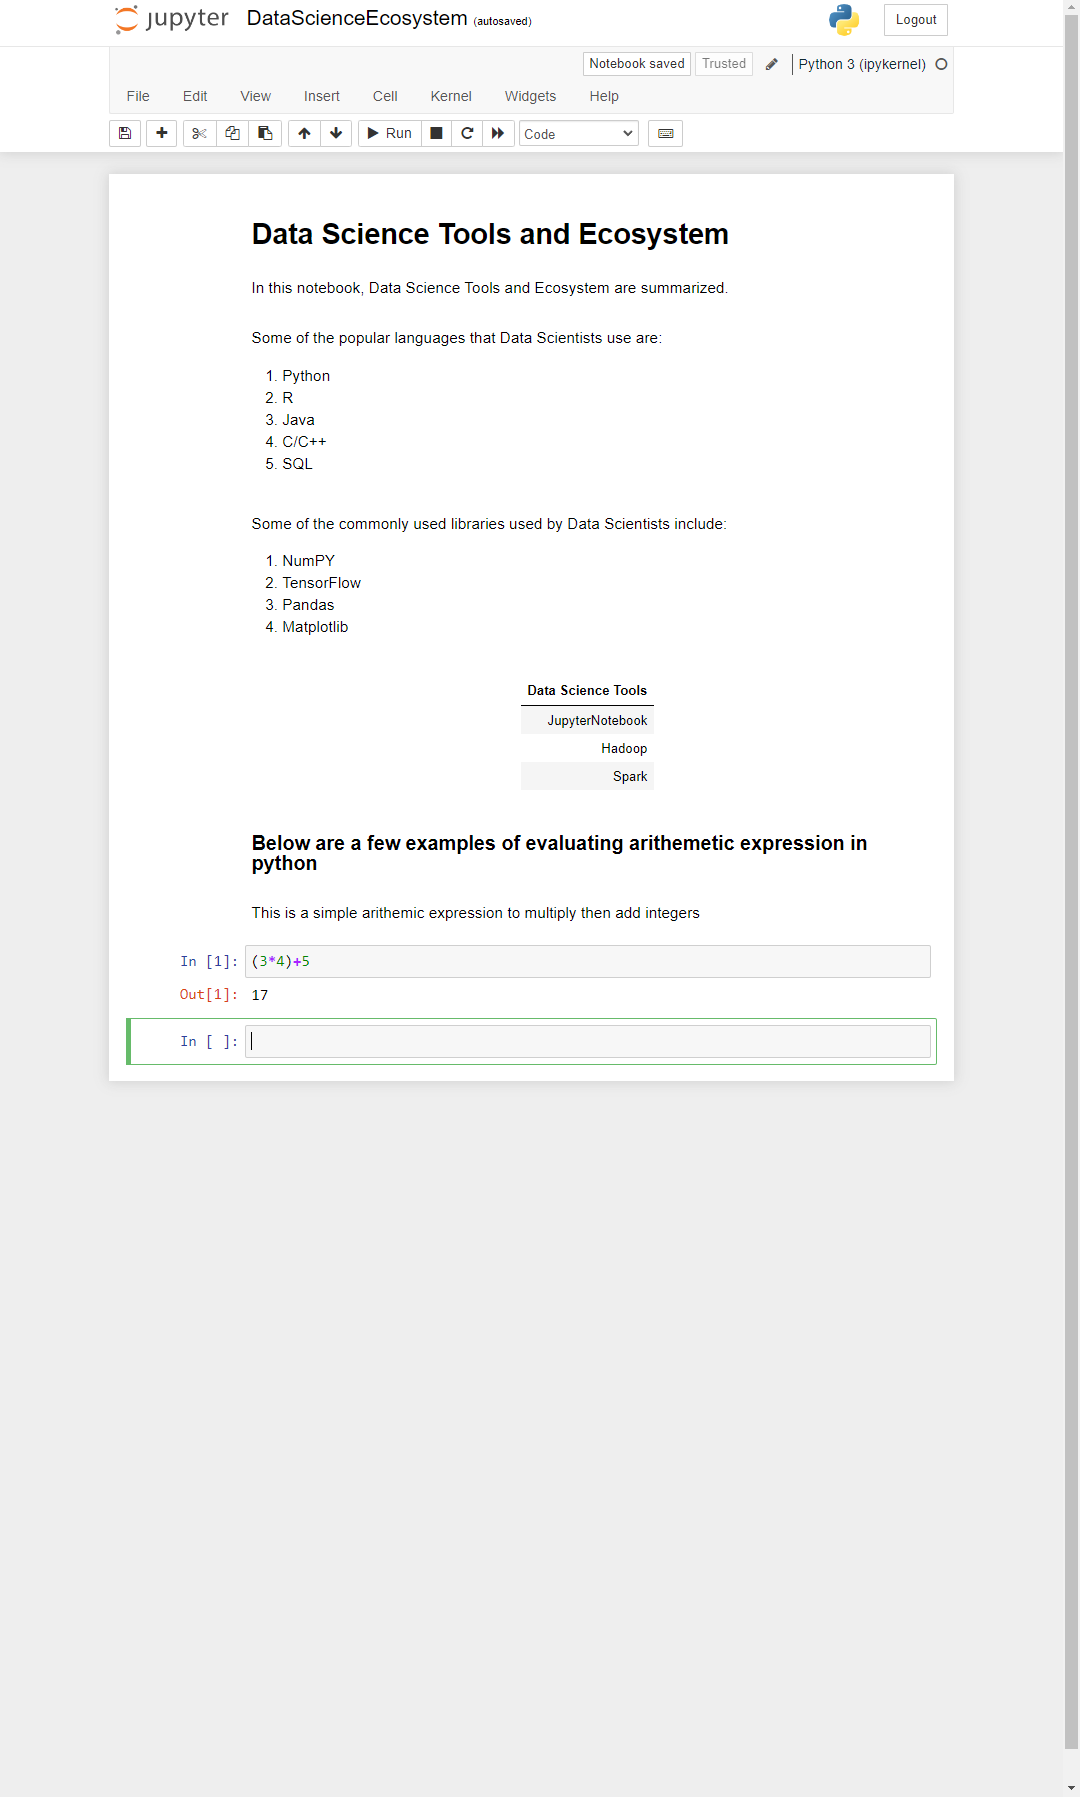 jupyter DataScienceEcosystem (autosaved)
Logout
Notebook saved Trusted Python 3 (ipykernel)
File Edit View Insert Cell Kernel Widgets Help
Run Code
Data Science Tools and Ecosystem
In this notebook, Data Science Tools and Ecosystem are summarized.
Some of the popular languages that Data Scientists use are:
1. Python
2. R
3. Java
4. C/C++
5. SQL
Some of the commonly used libraries used by Data Scientists include:
1. NumPY
2. TensorFlow
3. Pandas
4. Matplotlib
Data Science Tools
JupyterNotebook
Hadoop
Spark
Below are a few examples of evaluating arithemetic expression in
python
This is a simple arithemic expression to multiply then add integers
In [1]: (3*4)+5
Out[1]: 17
In [ ]: